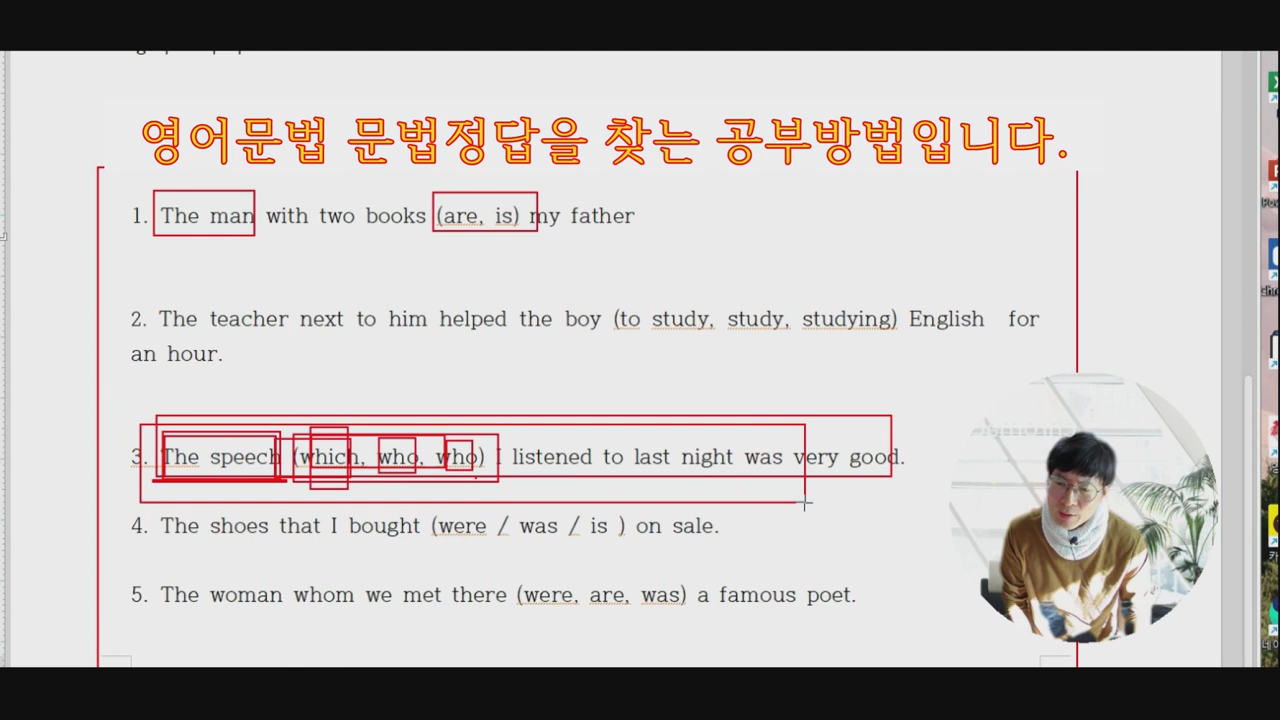 영어문법 문법정답을 찾는 공부방법입니다.
1. The man with two books (are, is) my father
2. The teacher next to him helped the boy (to study, study, studying) English for
an hour.
3. The speech (which, who, who) I listened to last night was very good.
4. The shoes that I bought (were / was / is ) on sale.
5. The woman whom we met there (were, are, was) a famous poet.